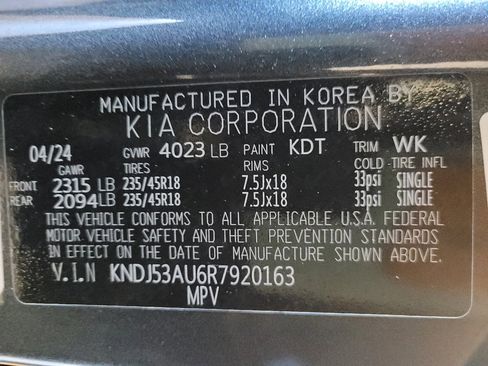 MANUFACTURED IN KOREA BY
KIA CORPORATION
04/24 GVWR 4023 LB PAINT KDT TRIM WK
GAWR TIRES RIMS COLD TIRE INFL
FRONT 2315 LB 235/45R18 7.5Jx18 33psi SINGLE
REAR 2094 LB 235/45R18 7.5Jx18 33psi SINGLE
THIS VEHICLE CONFORMS TO ALL APPLICABLE U.S.A. FEDERAL
MOTOR VEHICLE SAFETY AND THEFT PREVENTION STANDARDS
IN EFFECT ON THE DATE OF MANUFACTURE SHOWN ABOVE.
V.I.N KNDJ53AU6R7920163
MPV